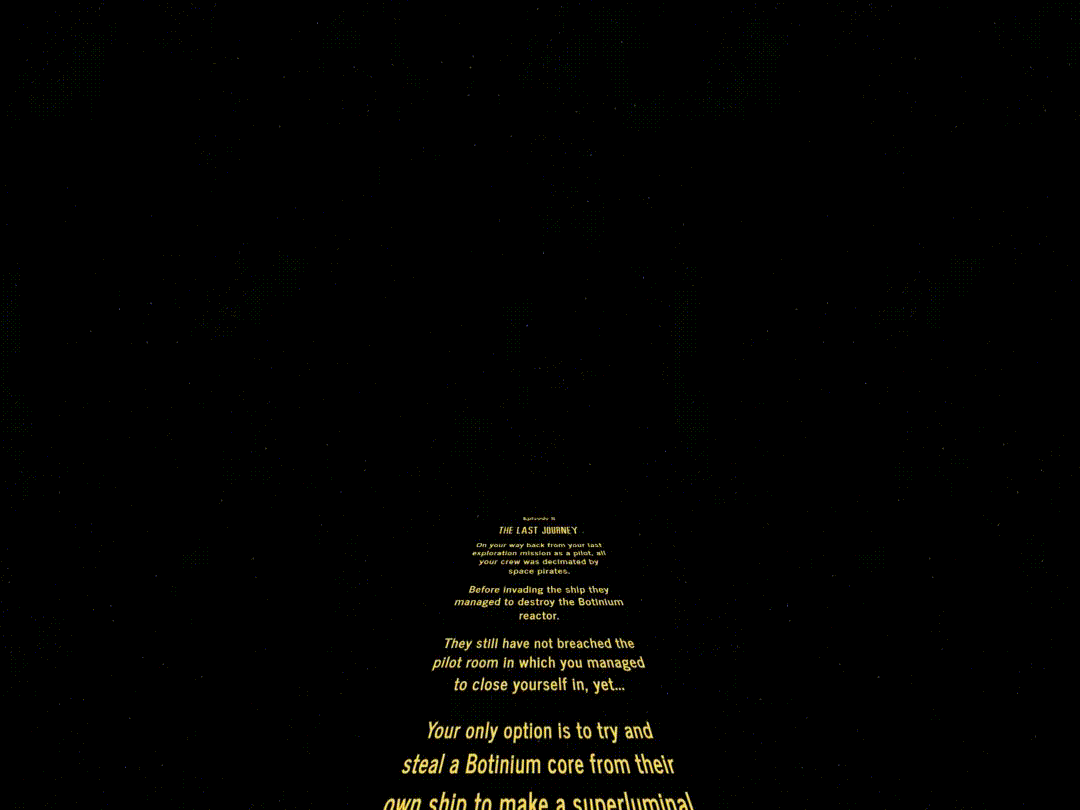 THE LAST JOURNEY
On your way back from your last
exploration mission as a pilot, all
your crew was decimated by
space pirates.
Before invading the ship they
managed to destroy the Botinium
reactor.
They still have not breached the
pilot room in which you managed
to close yourself in, yet...
Your only option is to try and
steal a Botinium core from their
own ship to make a superluminal